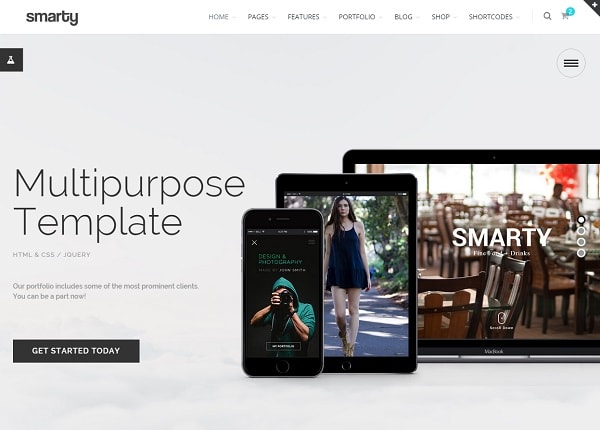 smarty
HOME PAGES FEATURES PORTFOLIO BLOG SHOP SHORTCODES
2
Multipurpose
Template
HTML & CSS / JQUERY
Our portfolio includes some of the most prominent clients.
You can be a part now!
GET STARTED TODAY
DESIGN &
PHOTOGRAPHY
MADE BY JOHN SMITH
MY PORTFOLIO
SMARTY
Fine Food - Drinks
Scroll Down
MacBook